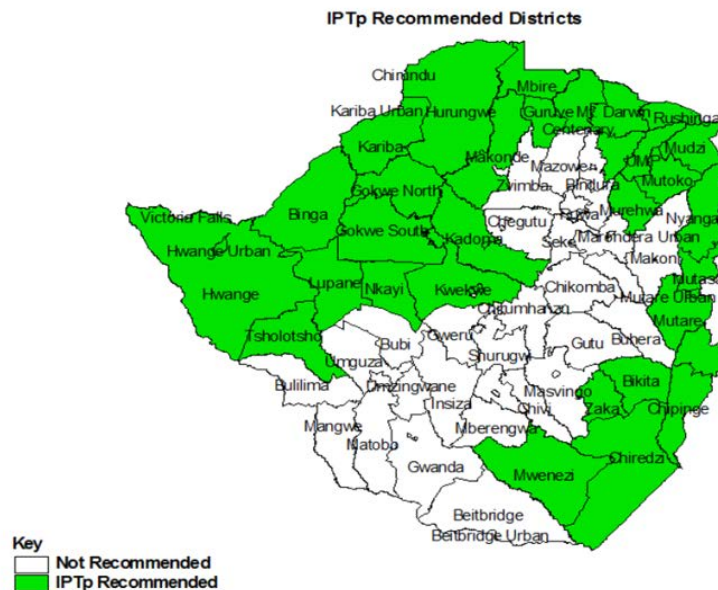 IPTp Recommended Districts
Chirundu
Mbire
Kariba Urban
Hurungwe
Guruve
Mt. Darwin
Rushinga
Centenary
Kariba
Makonde
Mazowe
UMP
Mudzi
Zvimba
Bindura
Mutoko
Gokwe North
Murehwa
Victoria Falls
Binga
Chegutu
Nyanga
Gokwe South
Kadoma
Seke
Marondera Urban
Hwange Urban
Makoni
Hwange
Lupane
Nkayi
Kwekwe
Chikomba
Mutasa
Mutare Urban
Chirumhanzu
Tsholotsho
Gweru
Mutare
Bubi
Umguza
Shurugwi
Gutu
Buhera
Bulilima
Umzingwane
Bikita
Insiza
Masvingo
Zaka
Chipinge
Chivi
Mangwe
Matobo
Mberengwa
Gwanda
Mwenezi
Chiredzi
Beitbridge
Beitbridge Urban
Key
Not Recommended
IPTp Recommended